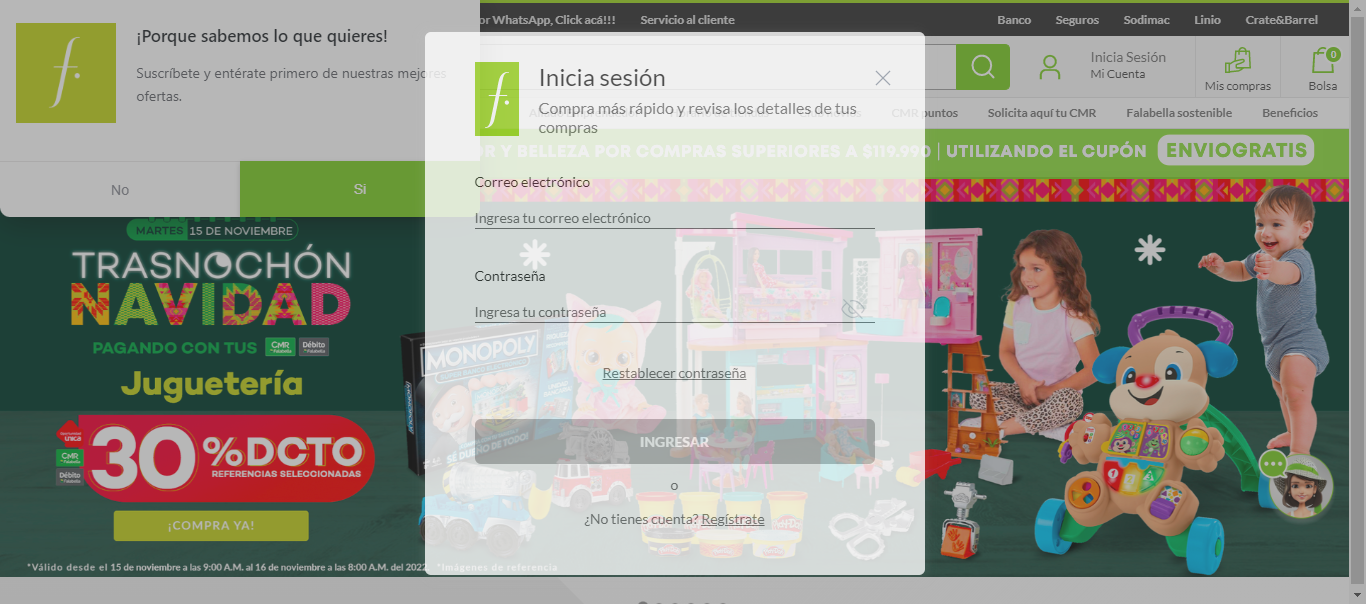 or WhatsApp, Click acá!!!
Servicio al cliente
Banco
Seguros
Sodimac
Linio
Crate&Barrel
f.
¡Porque sabemos lo que quieres!
Suscríbete y entérate primero de nuestras mejores
ofertas.
No
Si
Inicia Sesión
Mi Cuenta
Mis compras
0
Bolsa
CMR puntos
Solicita aquí tu CMR
Falabella sostenible
Beneficios
OR Y BELLEZA POR COMPRAS SUPERIORES A $119.990 | UTILIZANDO EL CUPÓN ENVIOGRATIS
f.
Inicia sesión
Compra más rápido y revisa los detalles de tus
compras
Correo electrónico
Ingresa tu correo electrónico
Contraseña
Ingresa tu contraseña
Restablecer contraseña
INGRESAR
o
¿No tienes cuenta? Regístrate
MARTES 15 DE NOVIEMBRE
TRASNOCHÓN
NAVIDAD
PAGANDO CON TUS CMR Débito
Juguetería
única
CMR
Débito
30%DCTO
REFERENCIAS SELECCIONADAS
¡COMPRA YA!
*Válido desde el 15 de noviembre a las 9:00 A.M. al 16 de noviembre a las 8:00 A.M. del 2022. *Imágenes de referencia
MONOPOLY
SÉ DUEÑO DE TODO!